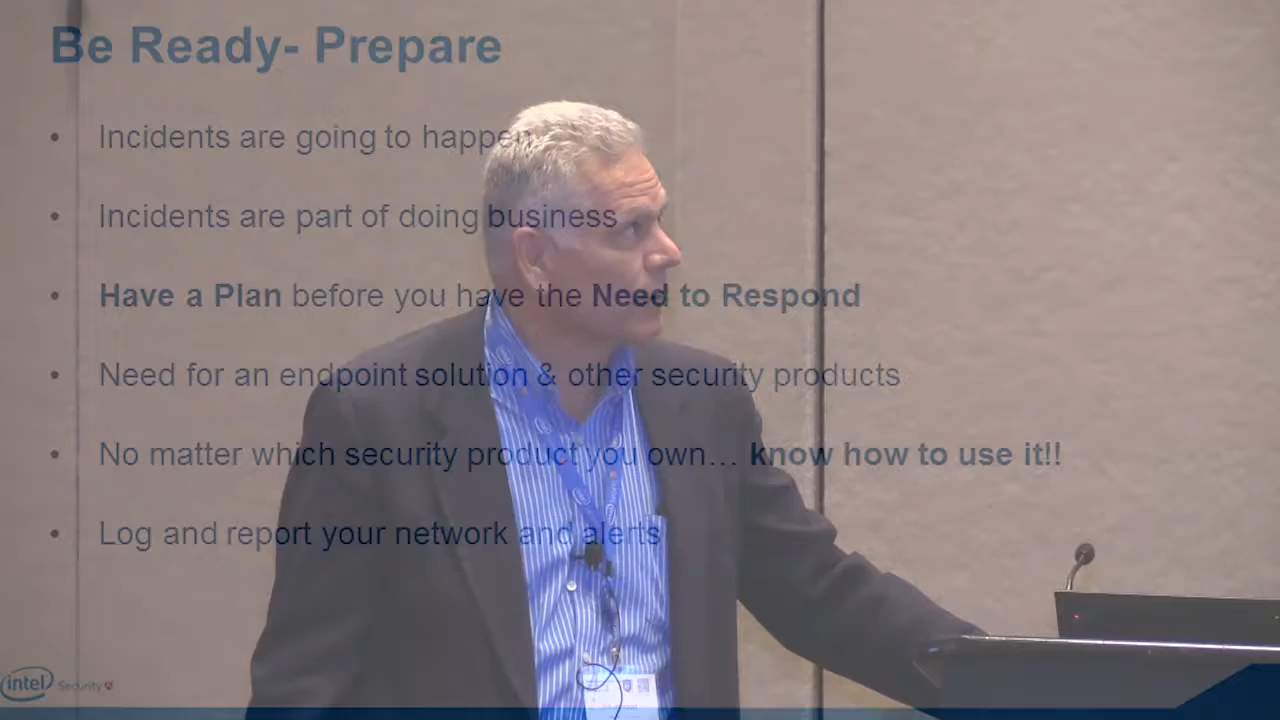 Be Ready- Prepare
• Incidents are going to happen
• Incidents are part of doing business
• Have a Plan before you have the Need to Respond
• Need for an endpoint solution & other security products
• No matter which security product you own… know how to use it!!
• Log and report your network and alerts
intel Security